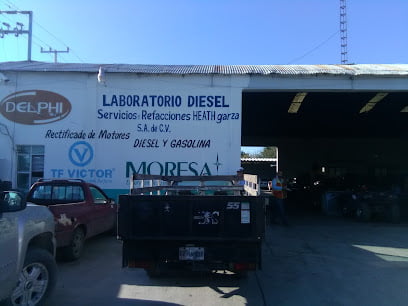 DELPHI
LABORATORIO DIESEL
Servicios y Refacciones HEATH garza
S.A. de C.V.
Rectificado de Motores
DIESEL Y GASOLINA
TF VICTOR
MORESA
55